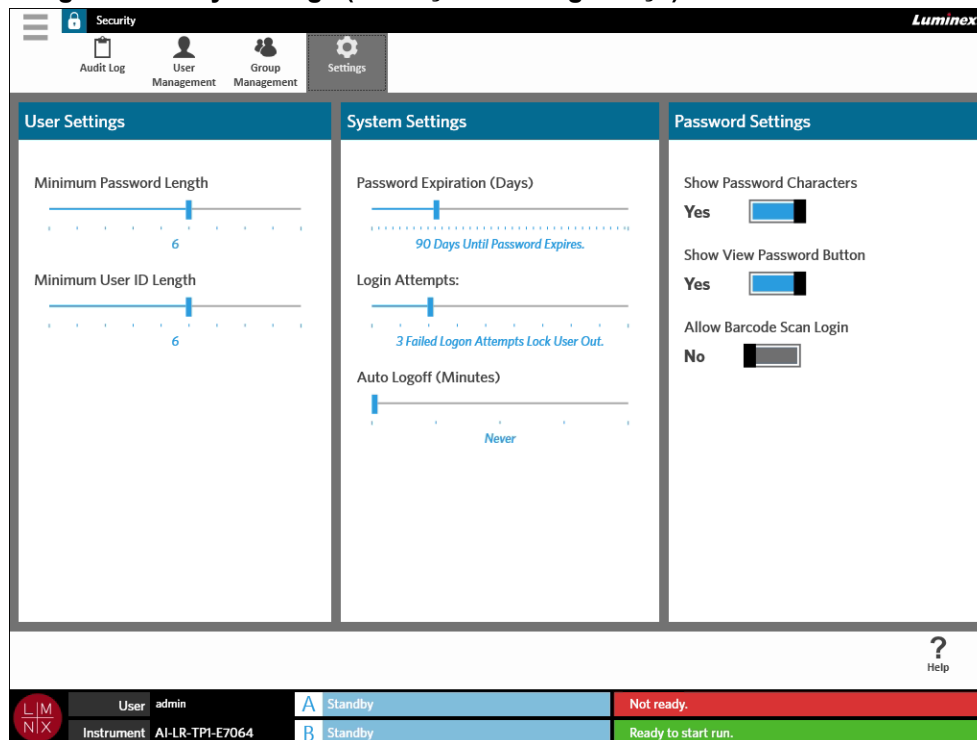 Security
Luminex
Audit Log
User
Management
Group
Management
Settings
User Settings
Minimum Password Length
6
Minimum User ID Length
6
System Settings
Password Expiration (Days)
90 Days Until Password Expires.
Login Attempts:
3 Failed Logon Attempts Lock User Out.
Auto Logoff (Minutes)
Never
Password Settings
Show Password Characters
Yes
Show View Password Button
Yes
Allow Barcode Scan Login
No
?
Help
LM
NX
User admin
Instrument AI-LR-TP1-E7064
A Standby
B Standby
Not ready.
Ready to start run.